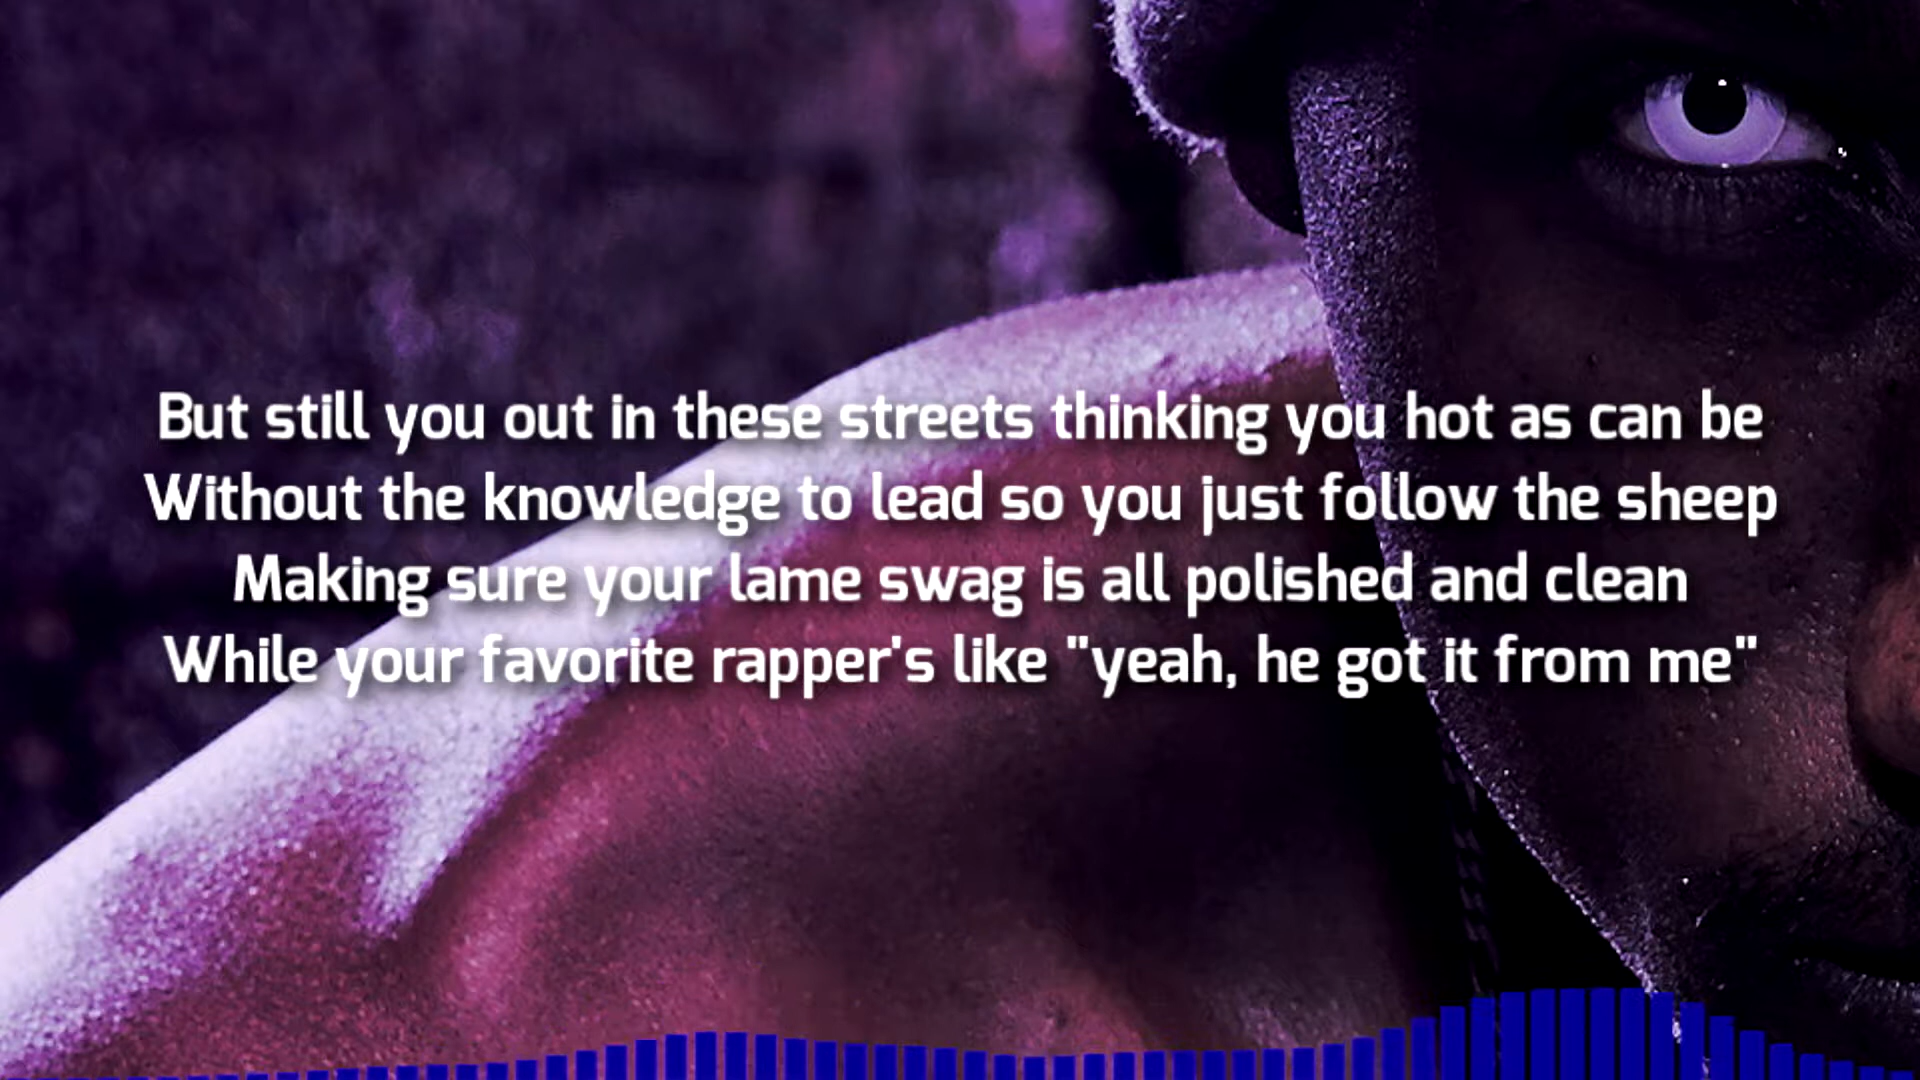 But still you out in these streets thinking you hot as can be
Without the knowledge to lead so you just follow the sheep
Making sure your lame swag is all polished and clean
While your favorite rapper's like "yeah, he got it from me"